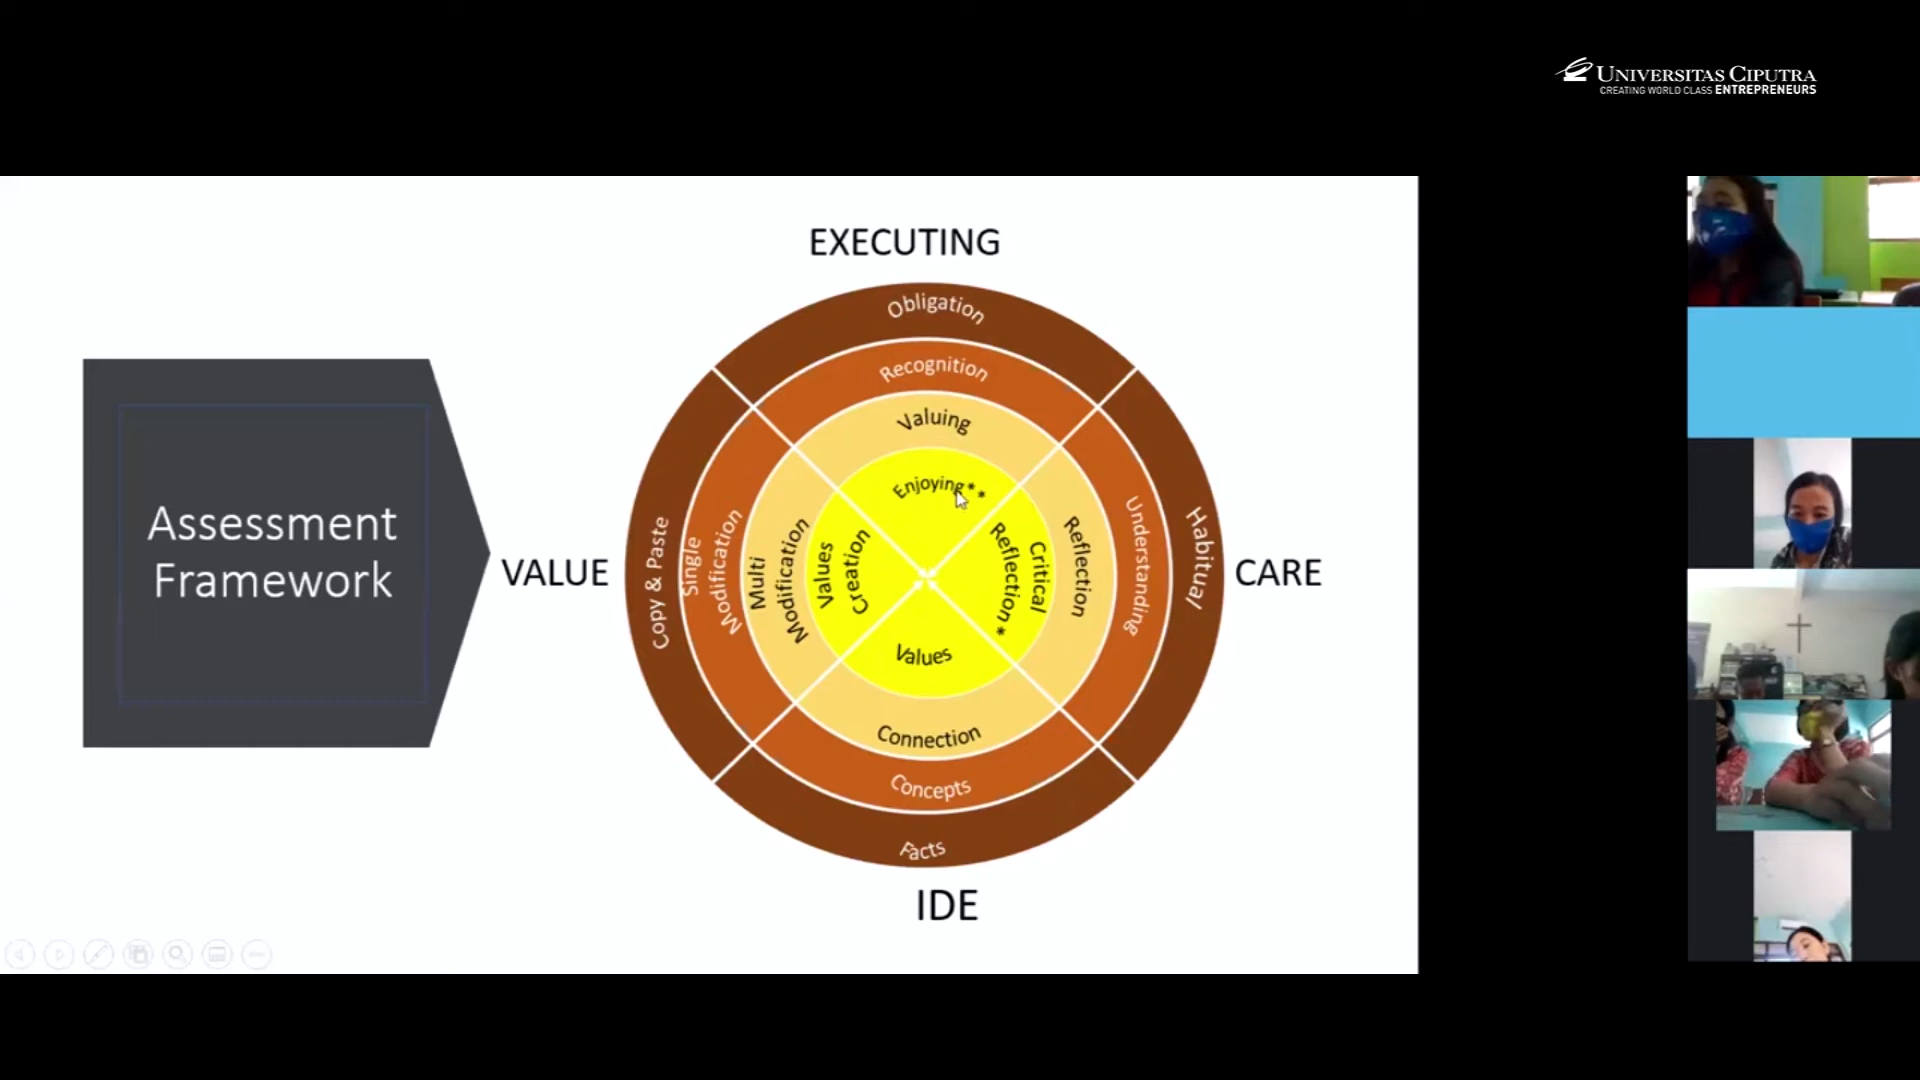 UNIVERSITAS CIPUTRA
CREATING WORLD CLASS ENTREPRENEURS
Assessment
Framework
EXECUTING
Obligation
Recognition
Valuing
Enjoying**
VALUE
Copy & Paste
Single
Modification
Multi
Modification
Values
Creation
Critical
Reflection*
Reflection
Understanding
Habitual
CARE
Values
Connection
Concepts
Facts
IDE